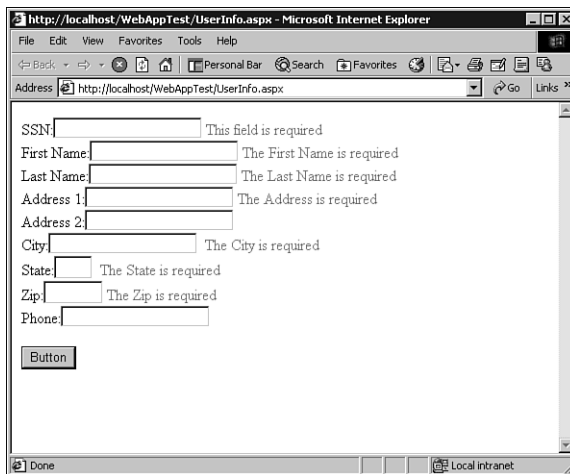 http://localhost/WebAppTest/UserInfo.aspx - Microsoft Internet Explorer
File Edit View Favorites Tools Help
Back Personal Bar Search Favorites
Address http://localhost/WebAppTest/UserInfo.aspx Go Links »
SSN: This field is required
First Name: The First Name is required
Last Name: The Last Name is required
Address 1: The Address is required
Address 2:
City: The City is required
State: The State is required
Zip: The Zip is required
Phone:
Button
Done Local intranet